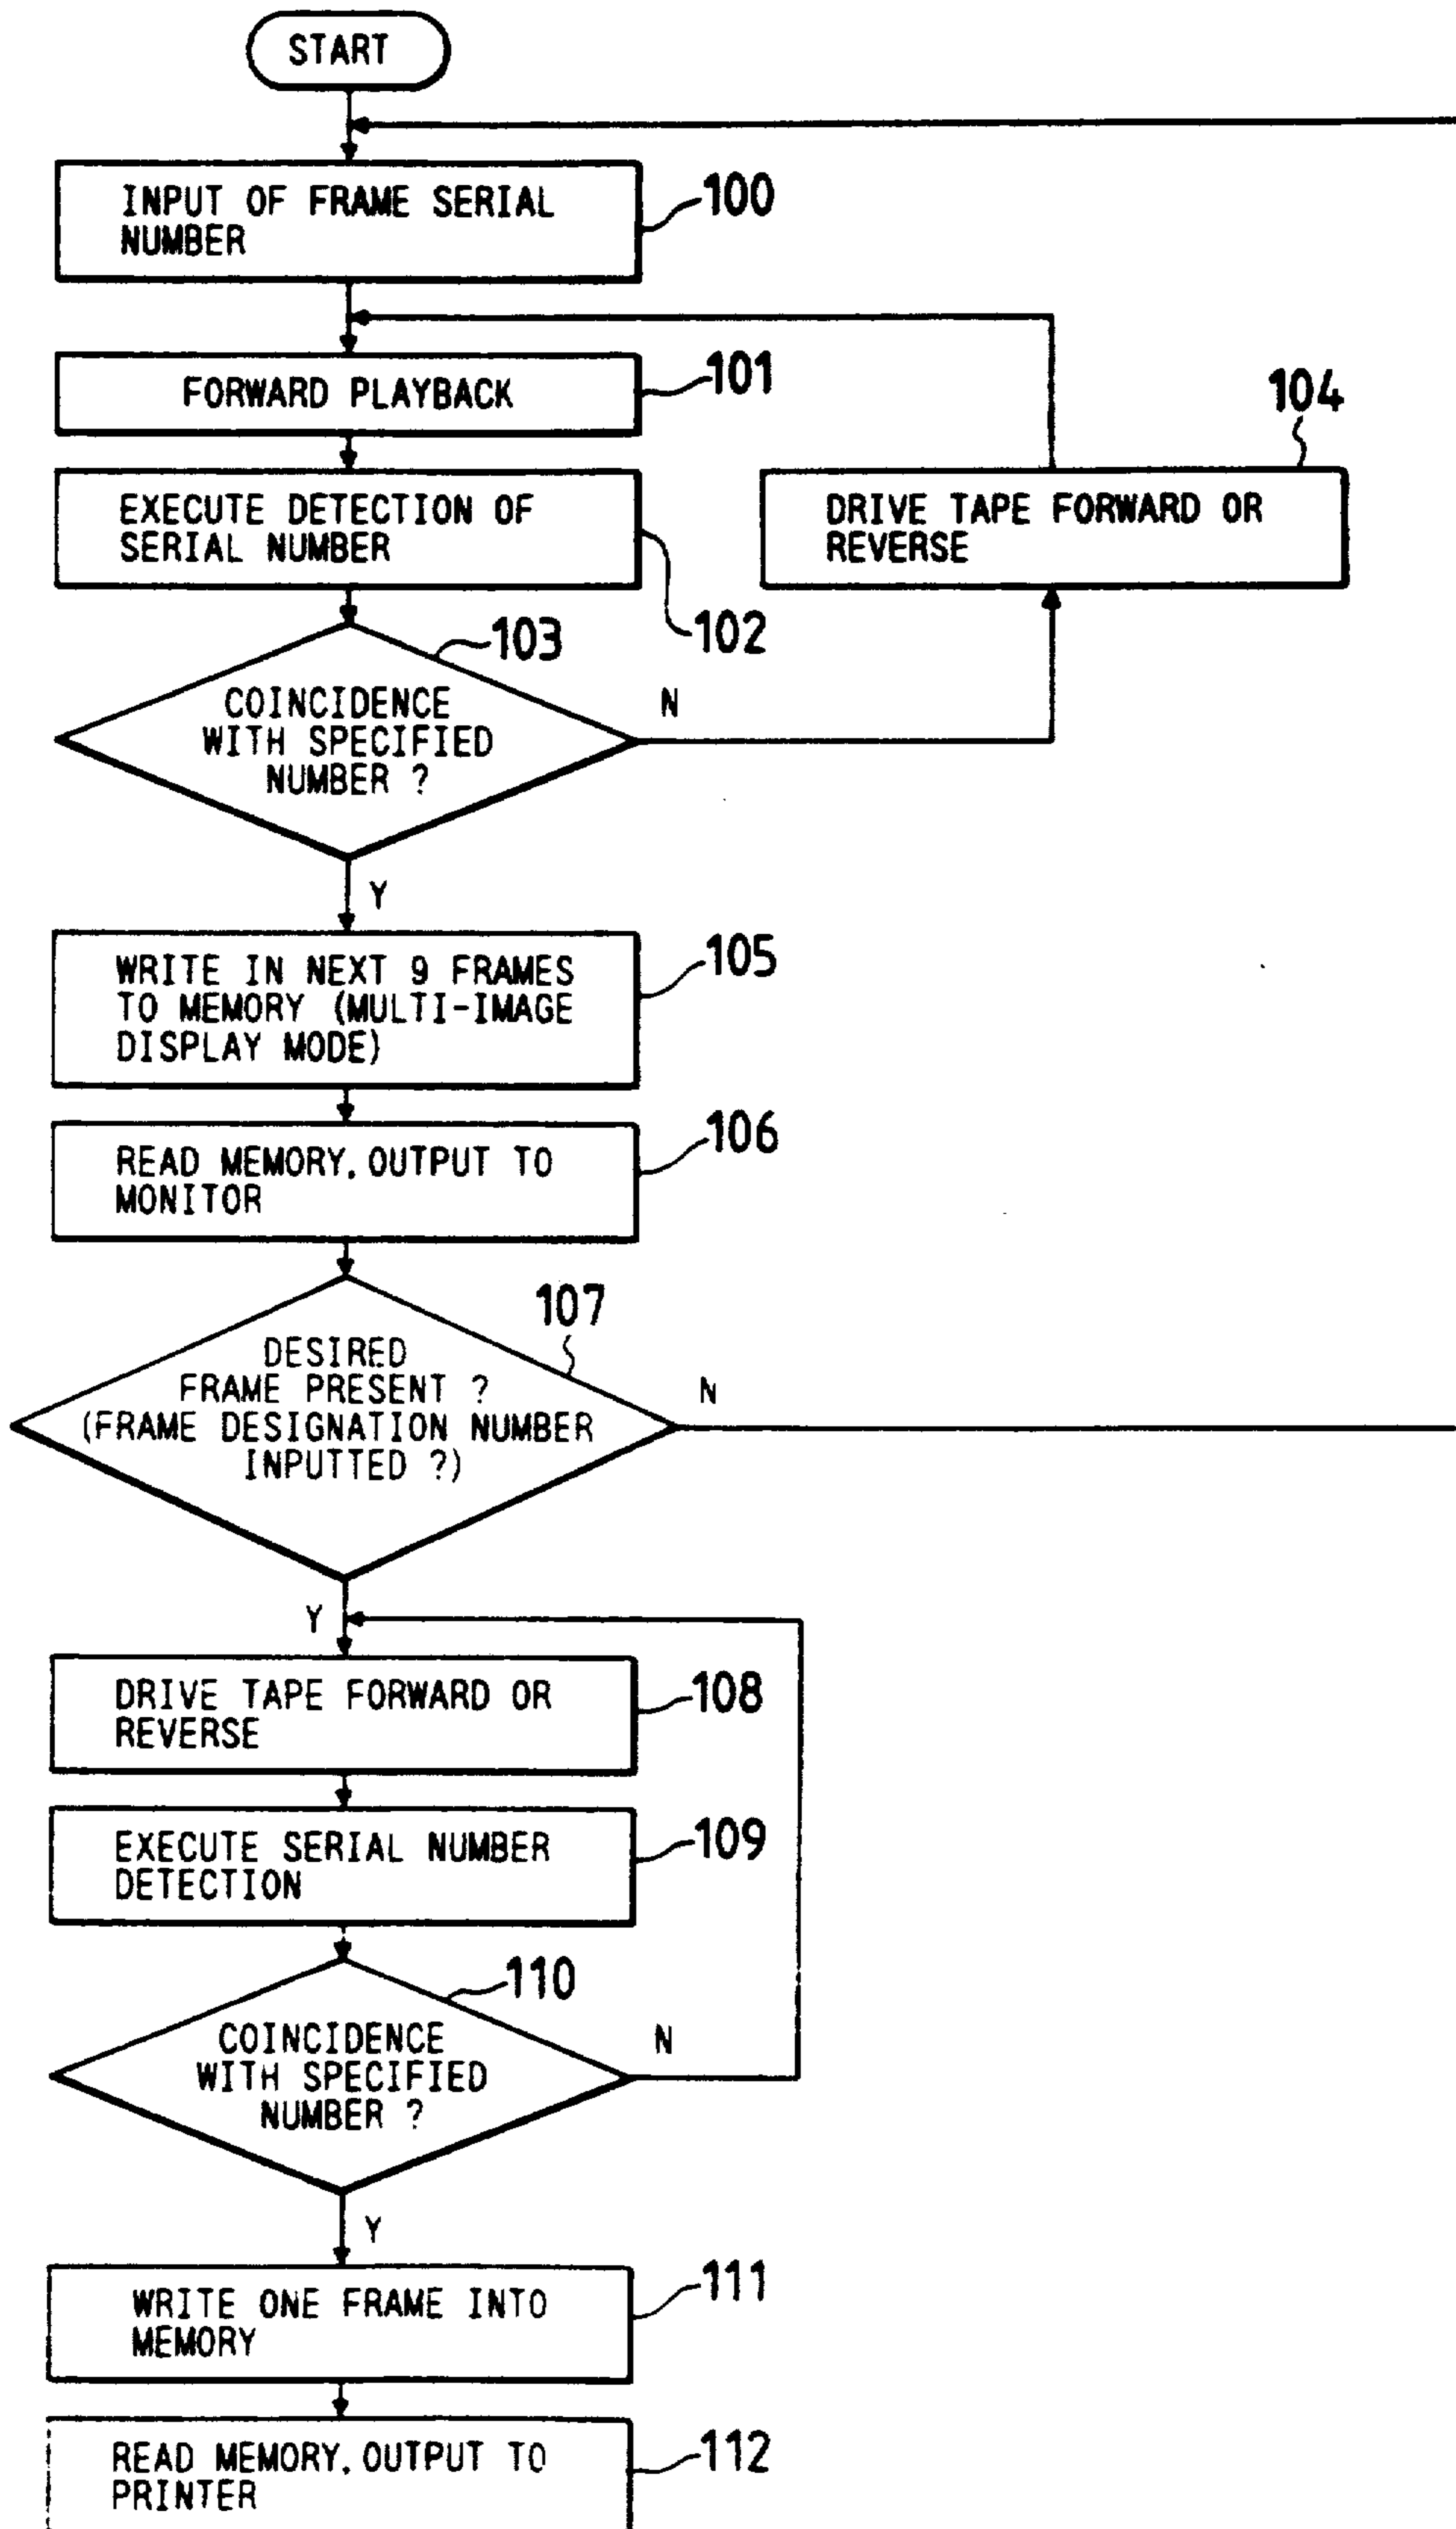 START
INPUT OF FRAME SERIAL
NUMBER
100
FORWARD PLAYBACK
101
104
EXECUTE DETECTION OF
SERIAL NUMBER
102
DRIVE TAPE FORWARD OR
REVERSE
103
COINCIDENCE
WITH SPECIFIED
NUMBER ?
N
Y
WRITE IN NEXT 9 FRAMES
TO MEMORY (MULTI-IMAGE
DISPLAY MODE)
105
READ MEMORY, OUTPUT TO
MONITOR
106
107
DESIRED
FRAME PRESENT ?
(FRAME DESIGNATION NUMBER
INPUTTED ?)
N
Y
DRIVE TAPE FORWARD OR
REVERSE
108
EXECUTE SERIAL NUMBER
DETECTION
109
110
COINCIDENCE
WITH SPECIFIED
NUMBER ?
N
Y
WRITE ONE FRAME INTO
MEMORY
111
READ MEMORY, OUTPUT TO
PRINTER
112